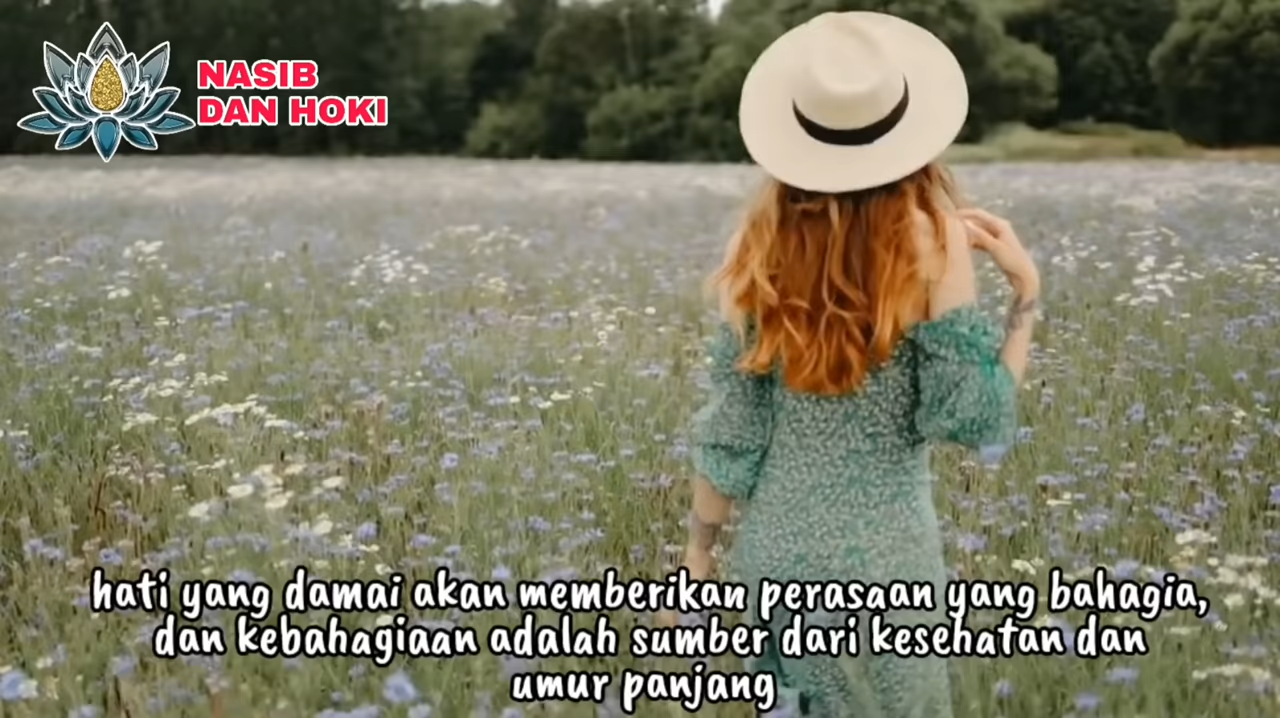 NASIB
DAN HOKI
hati yang damai akan memberikan perasaan yang bahagia,
dan kebahagiaan adalah sumber dari kesehatan dan
umur panjang